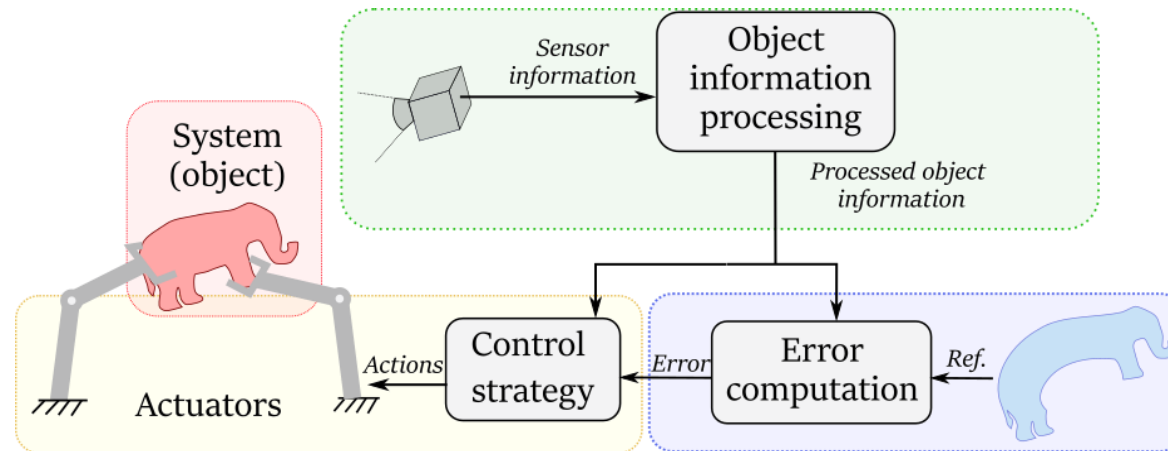 Sensor
information
Object
information
processing
Processed object
information
System
(object)
Actuators
Actions
Control
strategy
Error
Error
computation
Ref.